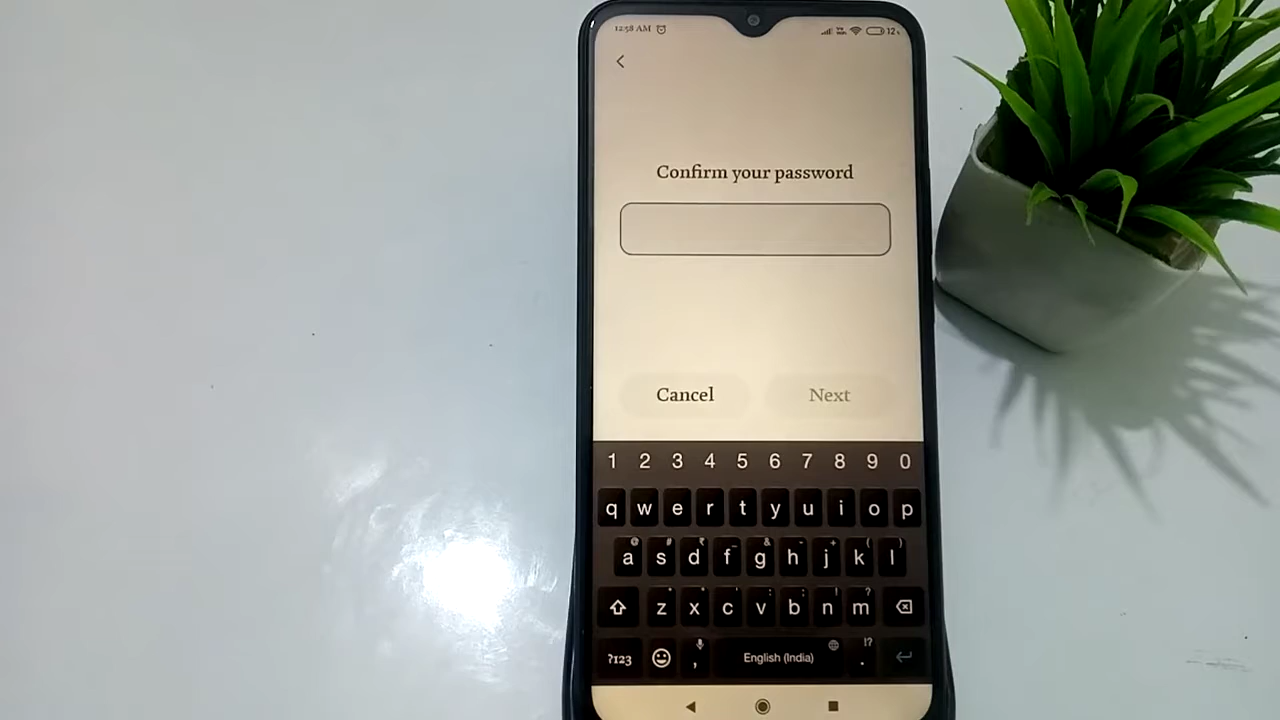 12:58 AM 12
Confirm your password
Cancel Next
1 2 3 4 5 6 7 8 9 0
q w e r t y u i o p
@ # ₹ _ & - + ( )
a s d f g h j k l
* " ' : ; ! ?
z x c v b n m
!?
?123 , English (India) .